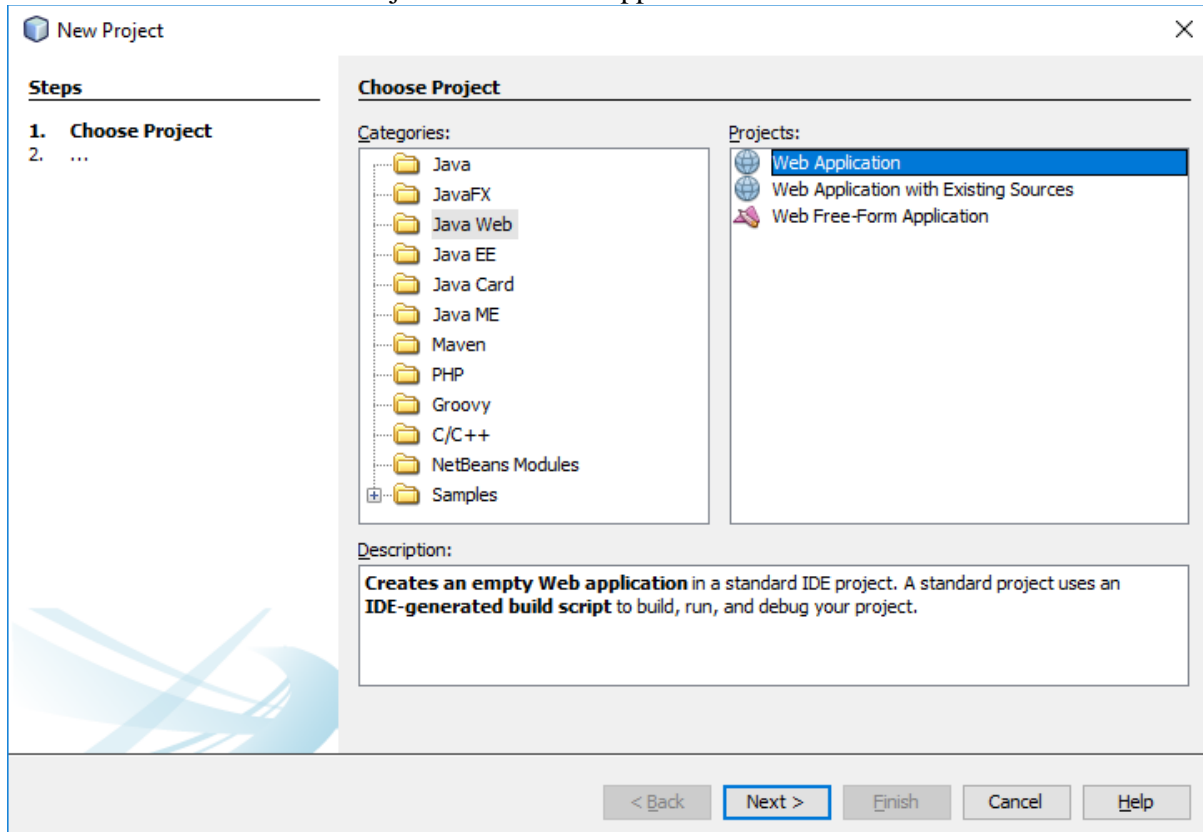 New Project
Steps
1. Choose Project
2. ...
Choose Project
Categories:
Java
JavaFX
Java Web
Java EE
Java Card
Java ME
Maven
PHP
Groovy
C/C++
NetBeans Modules
Samples
Projects:
Web Application
Web Application with Existing Sources
Web Free-Form Application
Description:
Creates an empty Web application in a standard IDE project. A standard project uses an
IDE-generated build script to build, run, and debug your project.
< Back
Next >
Finish
Cancel
Help